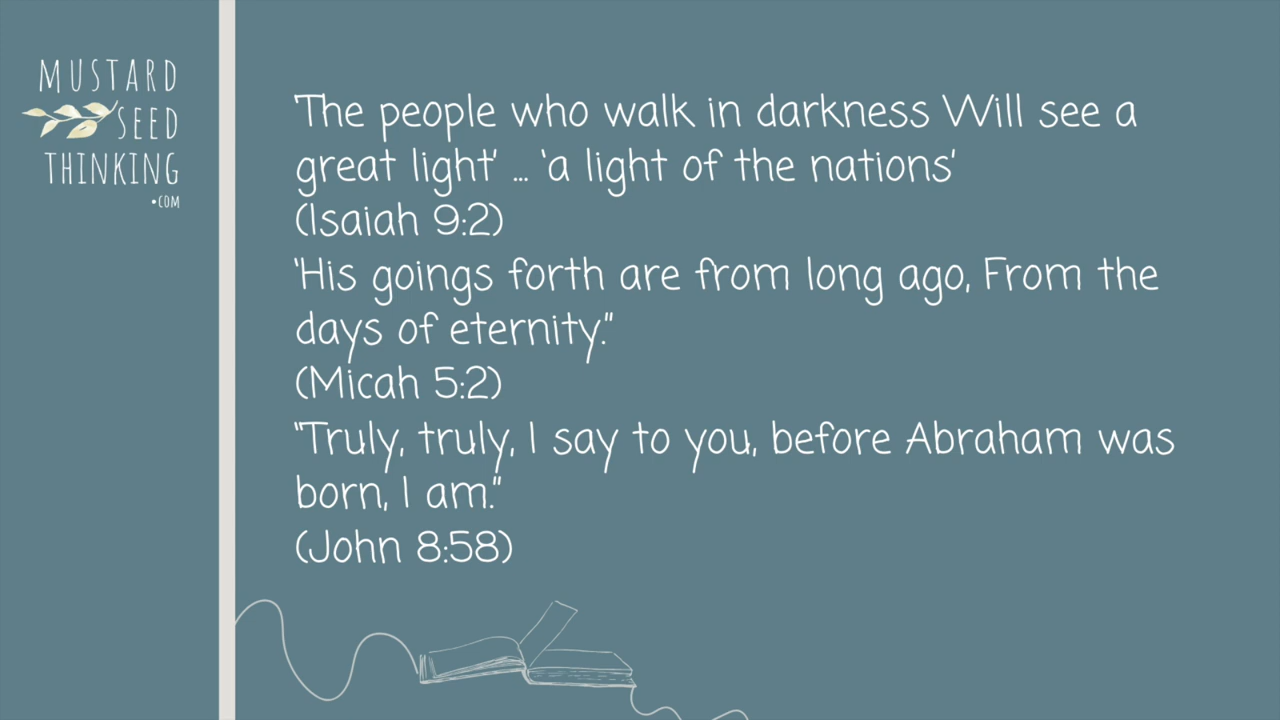 MUSTARD
SEED
THINKING
.COM
'The people who walk in darkness Will see a
great light' ... 'a light of the nations'
(Isaiah 9:2)
'His goings forth are from long ago, From the
days of eternity."
(Micah 5:2)
"Truly, truly, I say to you, before Abraham was
born, I am."
(John 8:58)